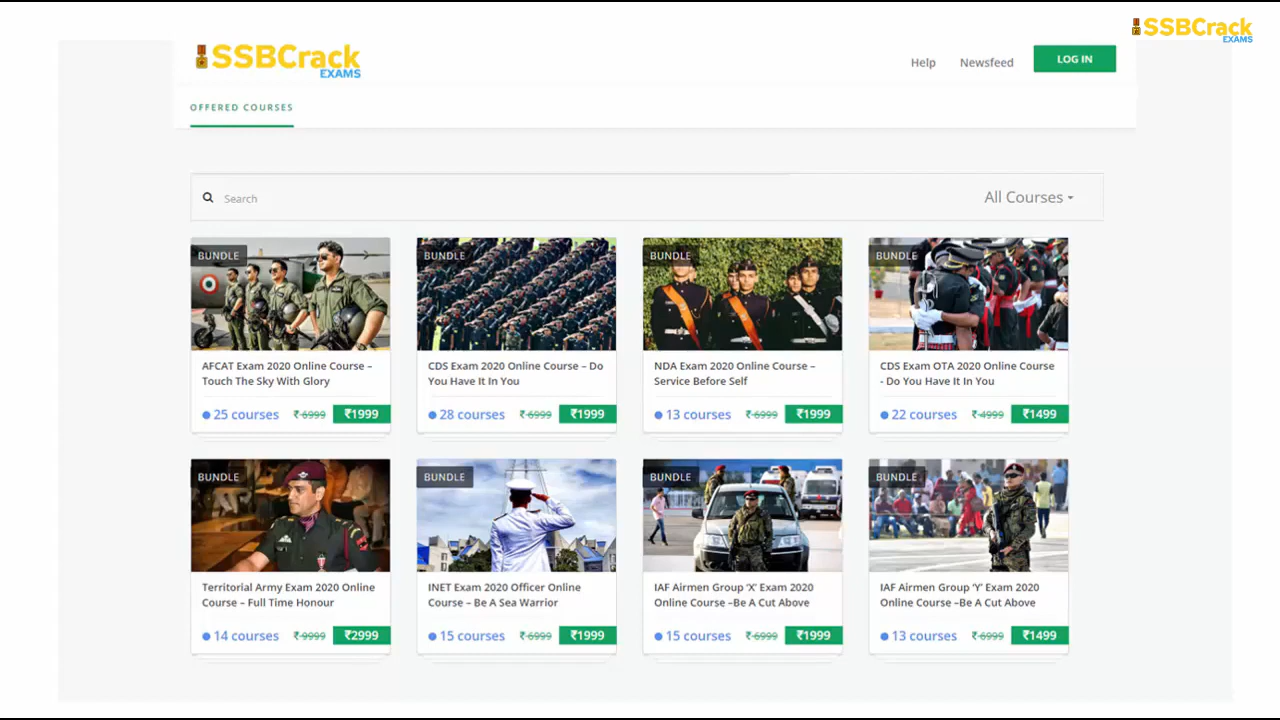 SSBCrack
EXAMS
SSBCrack
EXAMS
Help
Newsfeed
LOG IN
OFFERED COURSES
Search
All Courses
BUNDLE
BUNDLE
BUNDLE
BUNDLE
AFCAT Exam 2020 Online Course –
Touch The Sky With Glory
25 courses
₹ 6999
₹1999
CDS Exam 2020 Online Course – Do
You Have It In You
28 courses
₹ 6999
₹1999
NDA Exam 2020 Online Course –
Service Before Self
13 courses
₹ 6999
₹1999
CDS Exam OTA 2020 Online Course
- Do You Have It In You
22 courses
₹ 4999
₹1499
BUNDLE
BUNDLE
BUNDLE
BUNDLE
Territorial Army Exam 2020 Online
Course – Full Time Honour
14 courses
₹ 9999
₹2999
INET Exam 2020 Officer Online
Course – Be A Sea Warrior
15 courses
₹ 6999
₹1999
IAF Airmen Group ‘X’ Exam 2020
Online Course –Be A Cut Above
15 courses
₹ 6999
₹1999
IAF Airmen Group ‘Y’ Exam 2020
Online Course –Be A Cut Above
13 courses
₹ 6999
₹1499